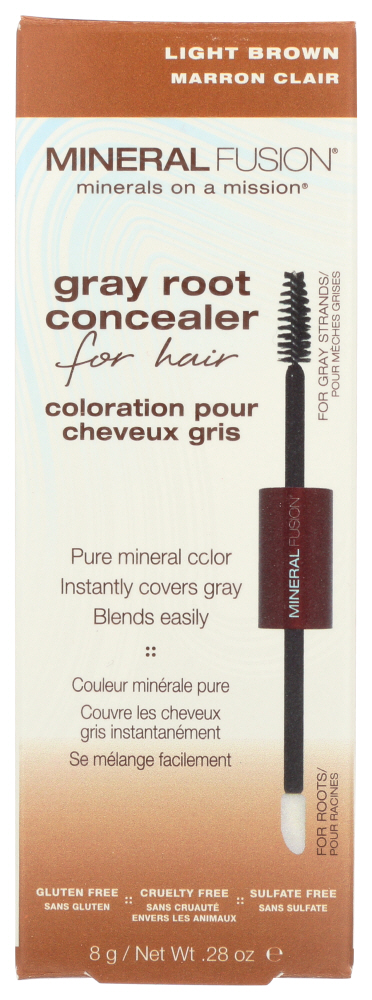 LIGHT BROWN
MARRON CLAIR
MINERAL FUSION®
minerals on a mission®
gray root
concealer
for hair
coloration pour
cheveux gris
FOR GRAY STRANDS/
POUR MÈCHES GRISES
MINERAL FUSION®
Pure mineral color
Instantly covers gray
Blends easily
Couleur minérale pure
Couvre les cheveux
gris instantanément
Se mélange facilement
FOR ROOTS/
POUR RACINES
GLUTEN FREE :: CRUELTY FREE :: SULFATE FREE
SANS GLUTEN SANS CRUAUTÉ SANS SULFATE
ENVERS LES ANIMAUX
8 g / Net Wt .28 oz ℮